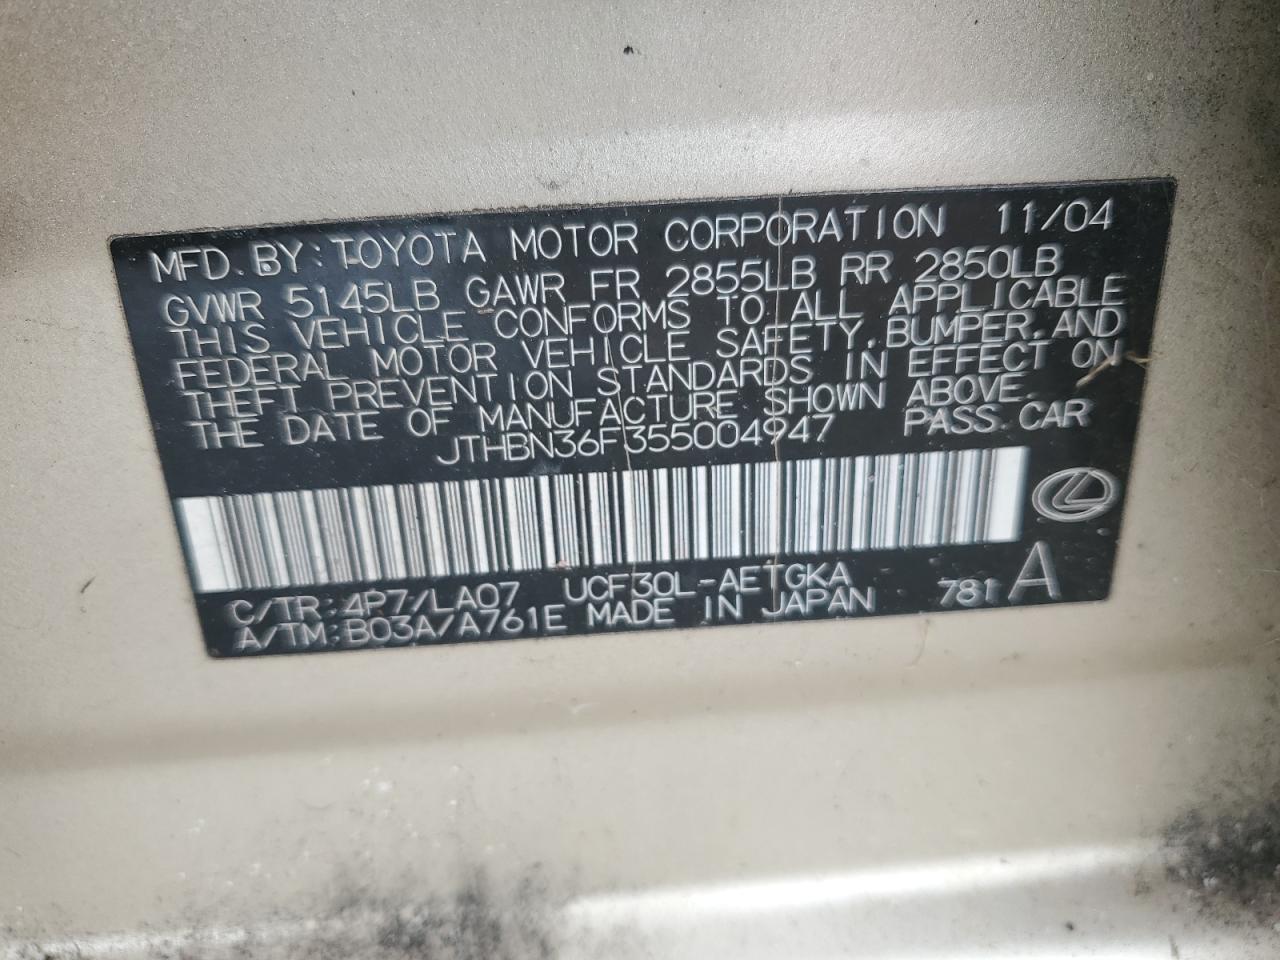 MFD. BY: TOYOTA MOTOR CORPORATION 11/04
GVWR 5145LB GAWR FR 2855LB RR 2850LB
THIS VEHICLE CONFORMS TO ALL APPLICABLE
FEDERAL MOTOR VEHICLE SAFETY, BUMPER, AND
THEFT PREVENTION STANDARDS IN EFFECT ON
THE DATE OF MANUFACTURE SHOWN ABOVE.
JTHBN36F355004947 PASS. CAR
C/TR: 4P7/LA07 UCF30L-AETGKA
A/TM: B03A/A761E MADE IN JAPAN 781 A